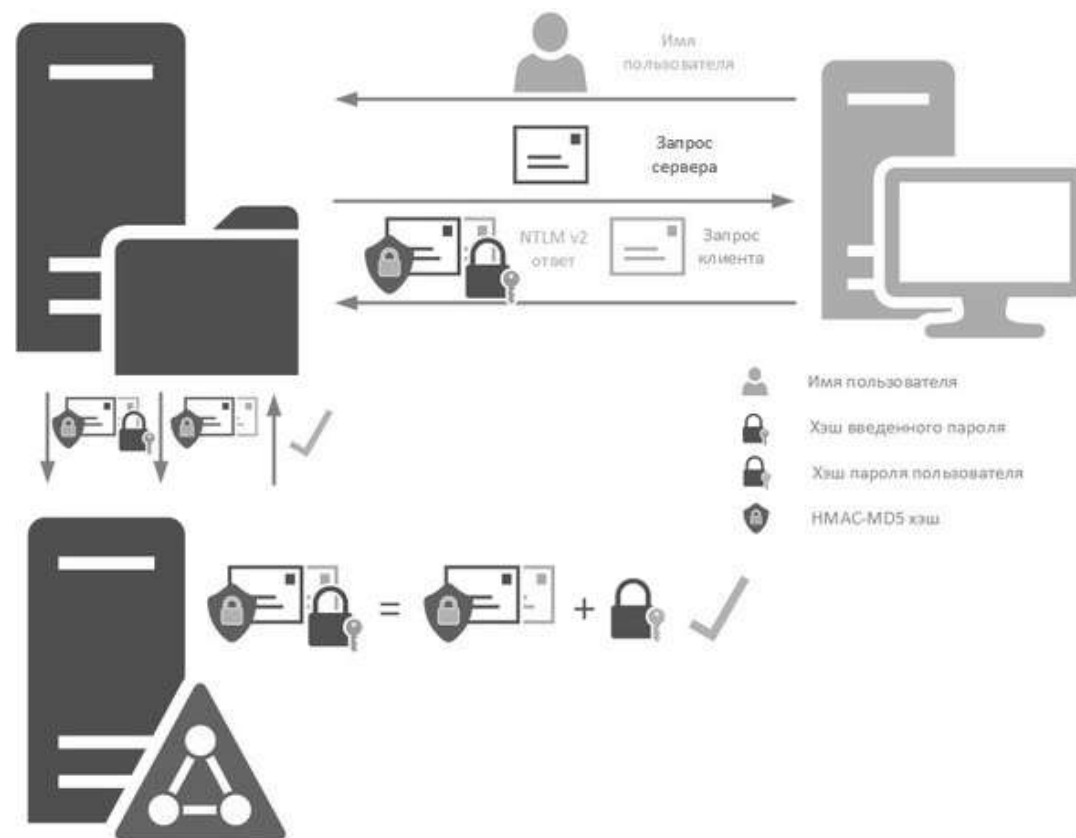 Имя
пользователя
Запрос
сервера
NTLM v2
ответ
Запрос
клиента
Имя пользователя
Хэш введенного пароля
Хэш пароля пользователя
HMAC-MD5 хэш
= +